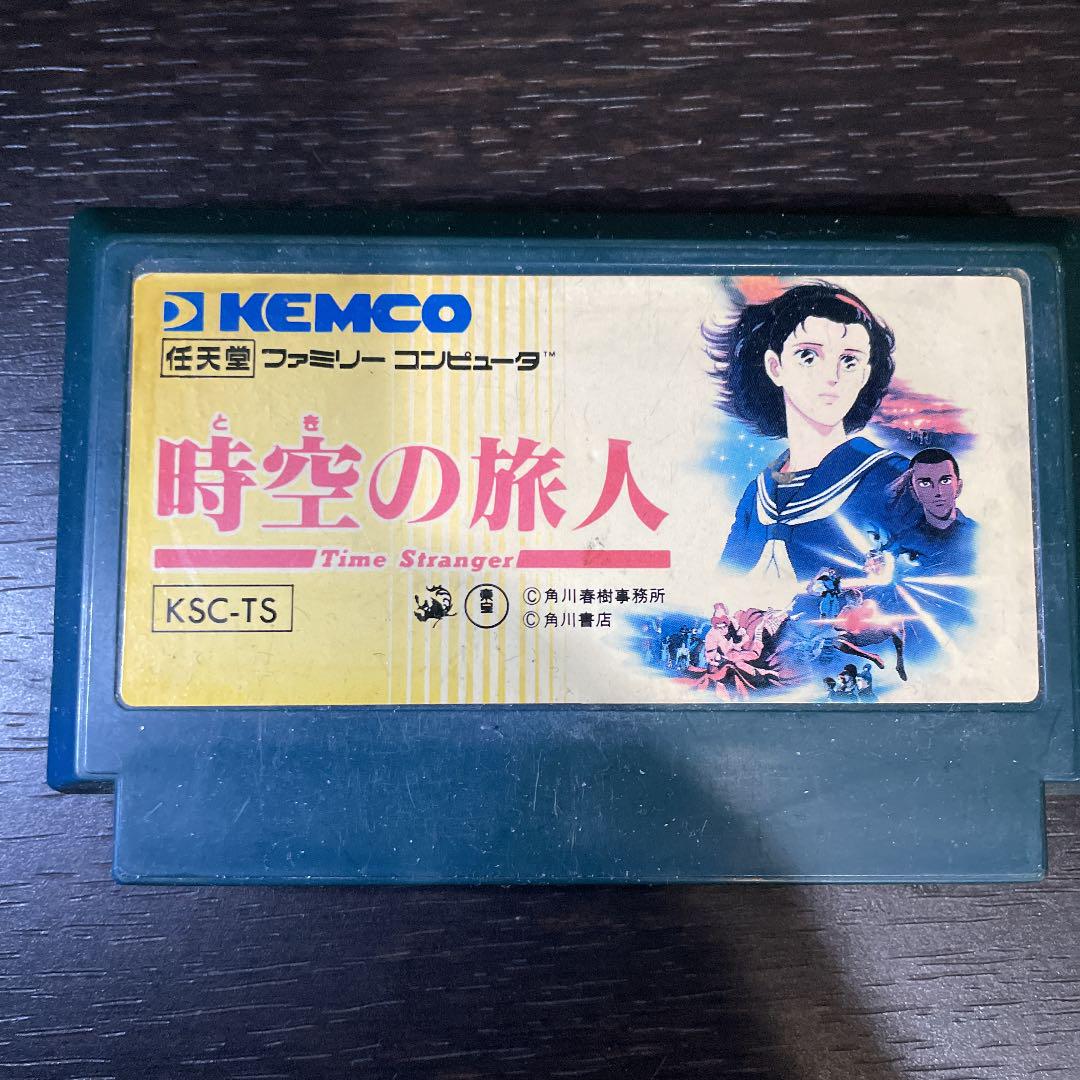 KEMCO
任天堂 ファミリー コンピュータ™
とき
時空の旅人
Time Stranger
KSC-TS
©角川春樹事務所
©角川書店